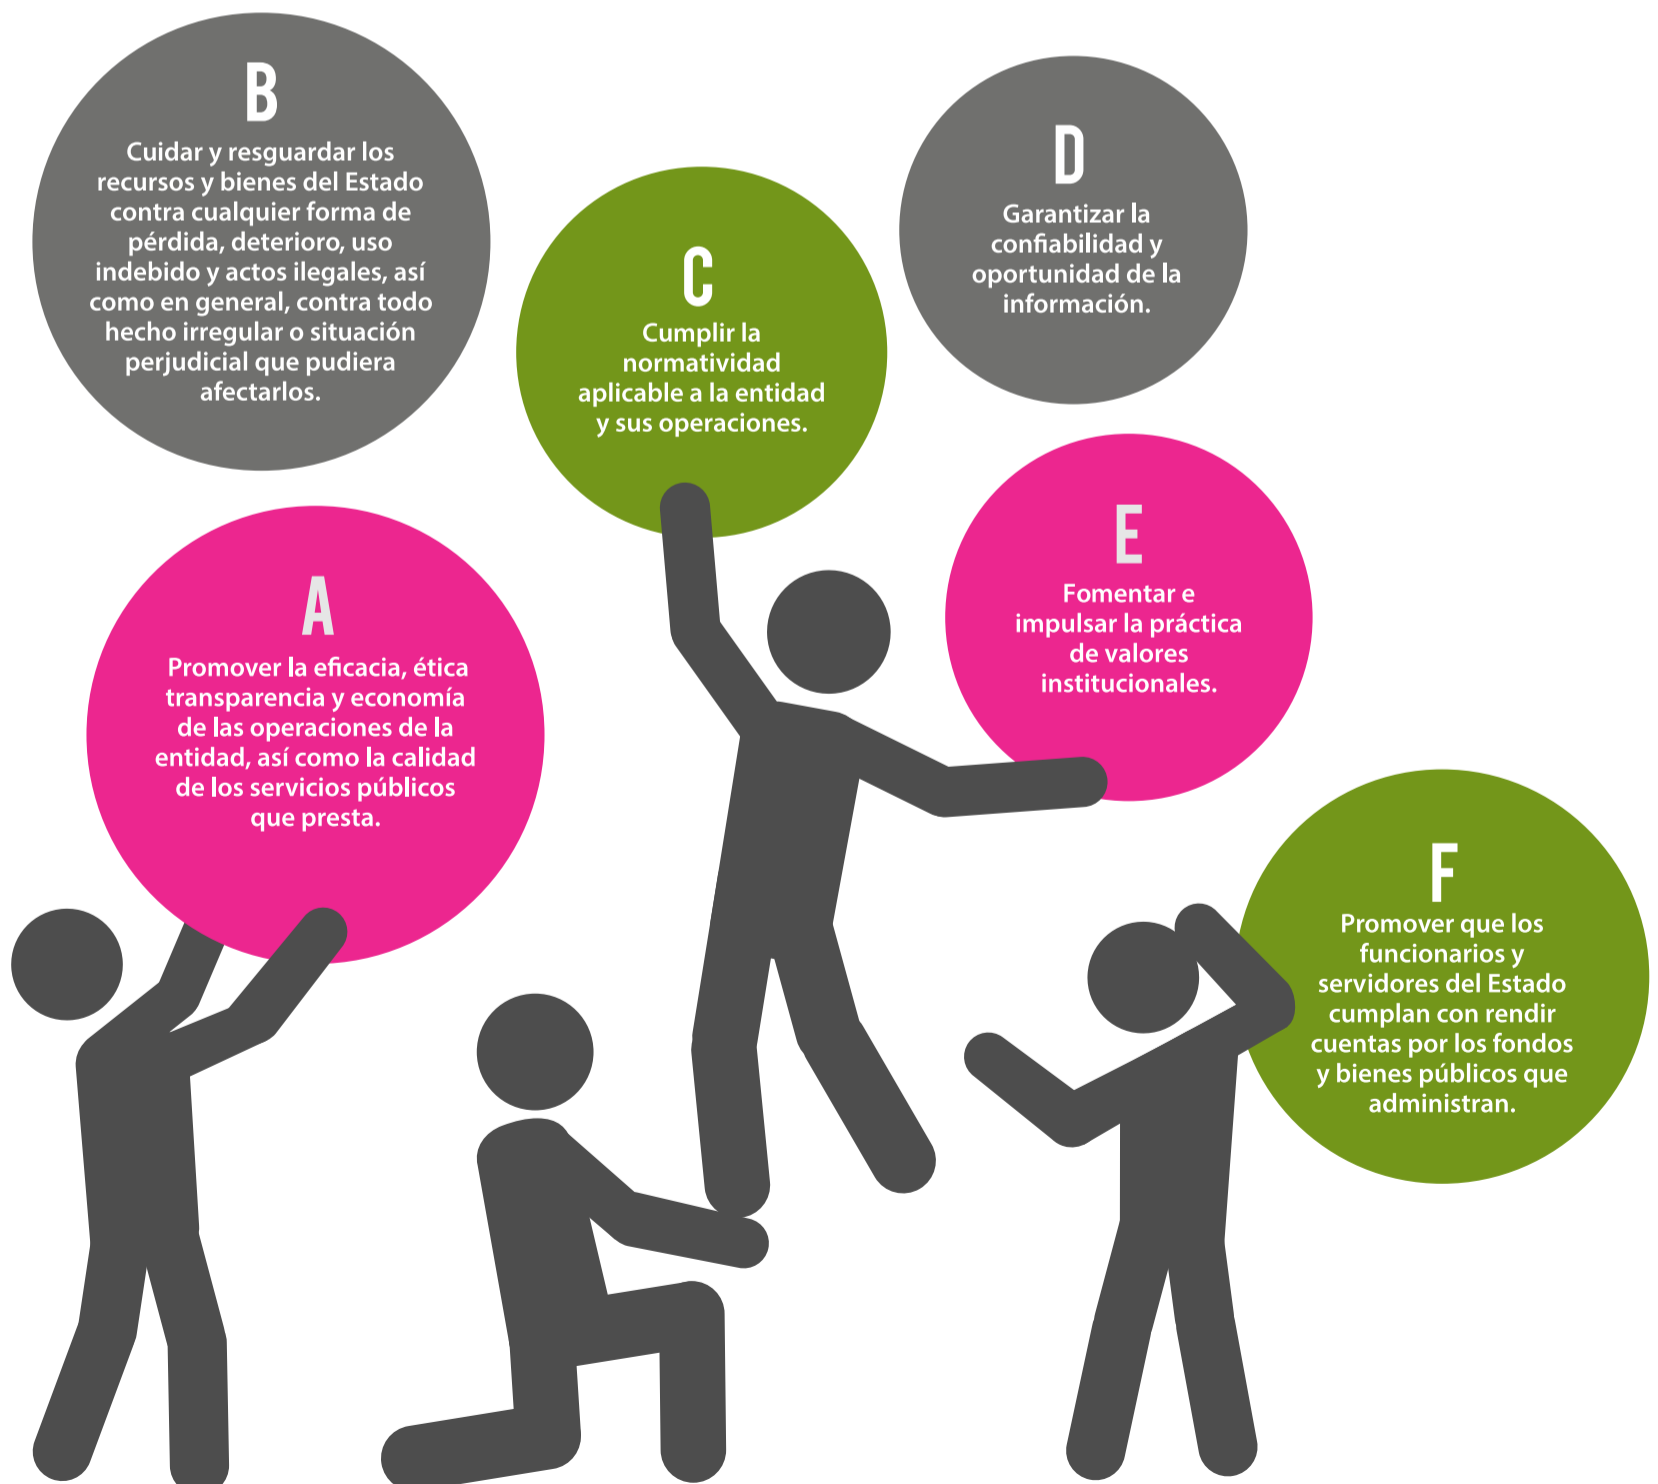 A
Promover la eficacia, ética
transparencia y economía
de las operaciones de la
entidad, así como la calidad
de los servicios públicos
que presta.
B
Cuidar y resguardar los
recursos y bienes del Estado
contra cualquier forma de
pérdida, deterioro, uso
indebido y actos ilegales, así
como en general, contra todo
hecho irregular o situación
perjudicial que pudiera
afectarlos.
C
Cumplir la
normatividad
aplicable a la entidad
y sus operaciones.
D
Garantizar la
confiabilidad y
oportunidad de la
información.
E
Fomentar e
impulsar la práctica
de valores
institucionales.
F
Promover que los
funcionarios y
servidores del Estado
cumplan con rendir
cuentas por los fondos
y bienes públicos que
administran.